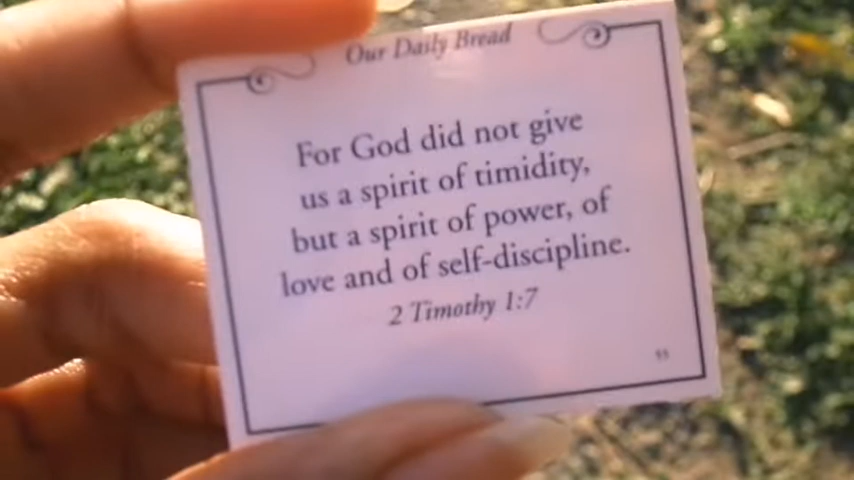 Our Daily Bread
For God did not give
us a spirit of timidity,
but a spirit of power, of
love and of self-discipline.
2 Timothy 1:7